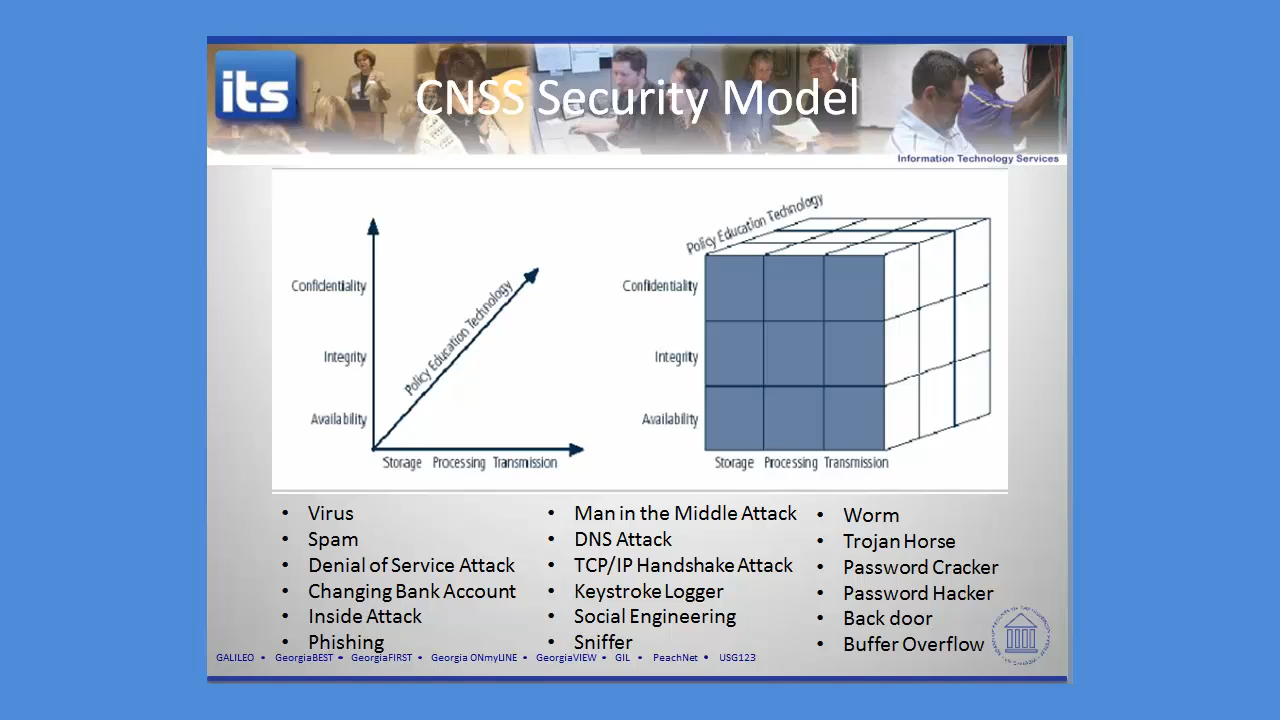 its
CNSS Security Model
Information Technology Services
Confidentiality
Integrity
Availability
Policy Education Technology
Storage Processing Transmission
Policy Education Technology
Confidentiality
Integrity
Availability
Storage Processing Transmission
• Virus
• Spam
• Denial of Service Attack
• Changing Bank Account
• Inside Attack
• Phishing
• Man in the Middle Attack
• DNS Attack
• TCP/IP Handshake Attack
• Keystroke Logger
• Social Engineering
• Sniffer
• Worm
• Trojan Horse
• Password Cracker
• Password Hacker
• Back door
• Buffer Overflow
GALILEO • GeorgiaBEST • GeorgiaFIRST • Georgia ONmyLINE • GeorgiaVIEW • GIL • PeachNet • USG123